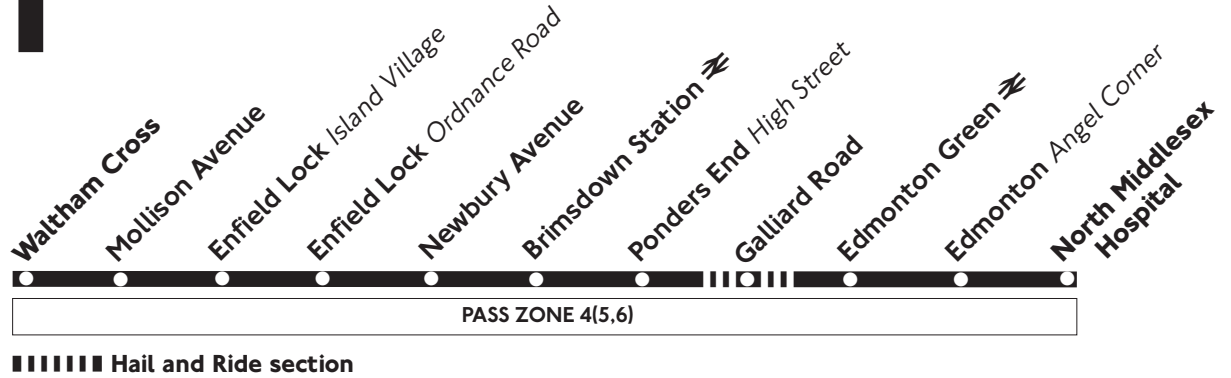 Waltham Cross
Mollison Avenue
Enfield Lock Island Village
Enfield Lock Ordnance Road
Newbury Avenue
Brimsdown Station
Ponders End High Street
Galliard Road
Edmonton Green
Edmonton Angel Corner
North Middlesex
Hospital
PASS ZONE 4(5,6)
Hail and Ride section